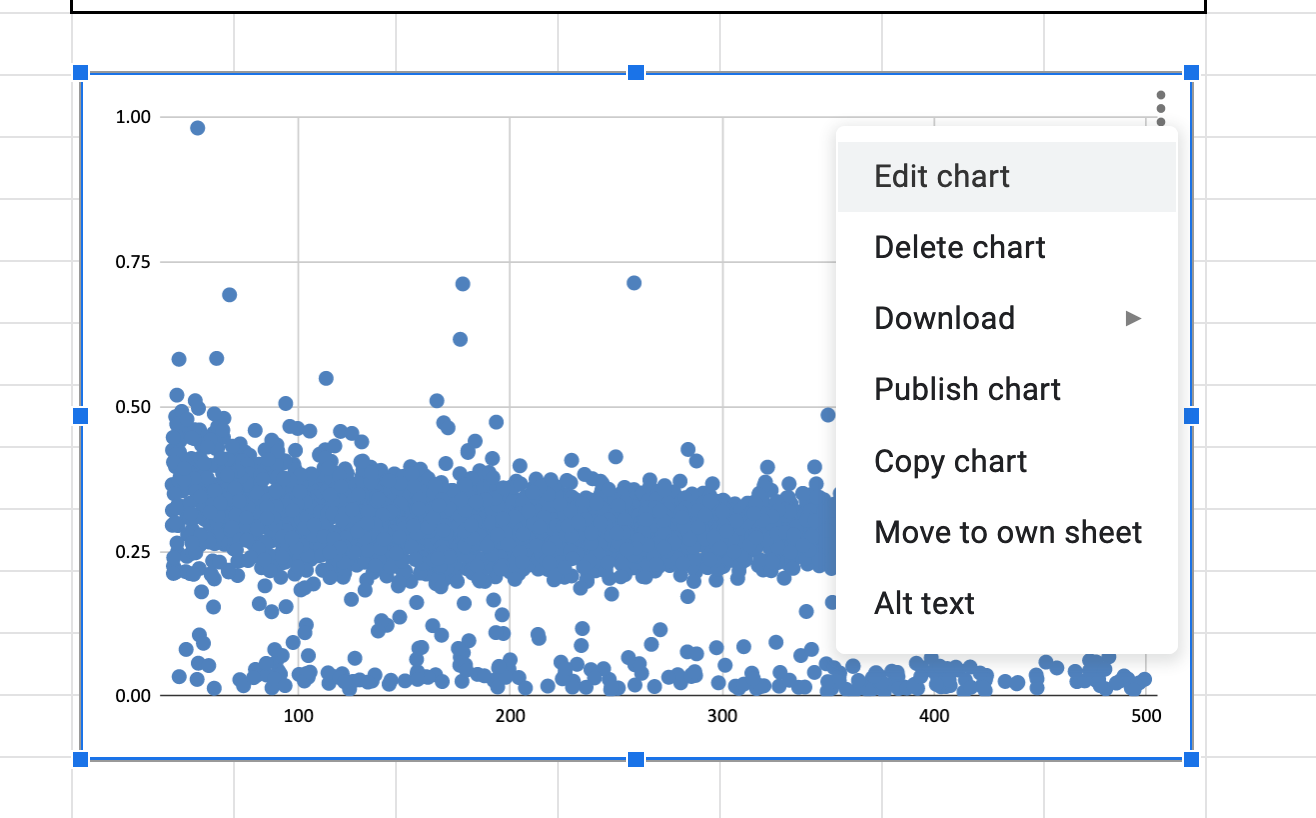 1.00
0.75
0.50
0.25
0.00
100
200
300
400
500
Edit chart
Delete chart
Download
Publish chart
Copy chart
Move to own sheet
Alt text